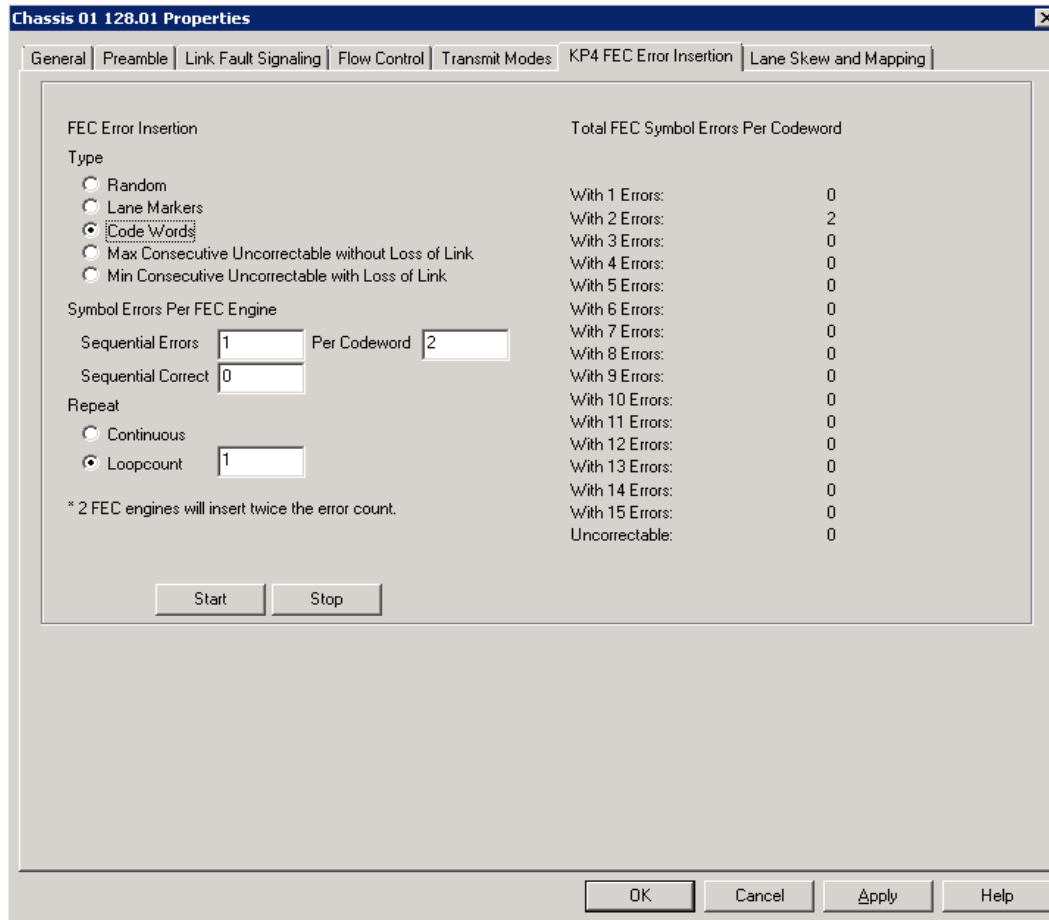 Chassis 01 128.01 Properties
General Preamble Link Fault Signaling Flow Control Transmit Modes KP4 FEC Error Insertion Lane Skew and Mapping
FEC Error Insertion
Type
Random
Lane Markers
Code Words
Max Consecutive Uncorrectable without Loss of Link
Min Consecutive Uncorrectable with Loss of Link
Symbol Errors Per FEC Engine
Sequential Errors 1 Per Codeword 2
Sequential Correct 0
Repeat
Continuous
Loopcount 1
* 2 FEC engines will insert twice the error count.
Start Stop
Total FEC Symbol Errors Per Codeword
With 1 Errors: 0
With 2 Errors: 2
With 3 Errors: 0
With 4 Errors: 0
With 5 Errors: 0
With 6 Errors: 0
With 7 Errors: 0
With 8 Errors: 0
With 9 Errors: 0
With 10 Errors: 0
With 11 Errors: 0
With 12 Errors: 0
With 13 Errors: 0
With 14 Errors: 0
With 15 Errors: 0
Uncorrectable: 0
OK Cancel Apply Help